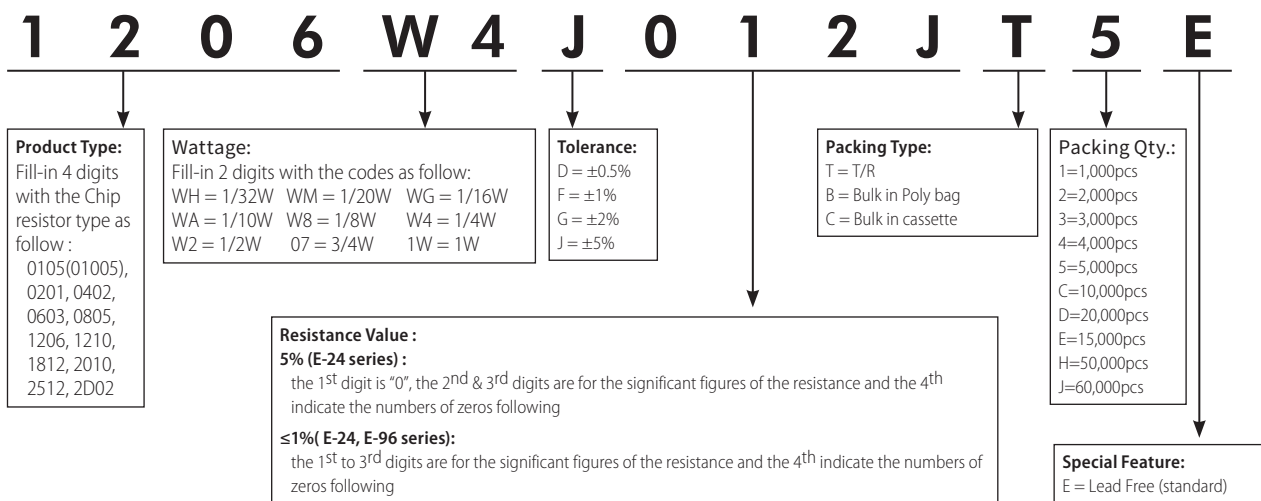 1 2 0 6 W 4 J 0 1 2 J T 5 E
Product Type:
Fill-in 4 digits
with the Chip
resistor type as
follow :
0105(01005),
0201, 0402,
0603, 0805,
1206, 1210,
1812, 2010,
2512, 2D02
Wattage:
Fill-in 2 digits with the codes as follow:
WH = 1/32W WM = 1/20W WG = 1/16W
WA = 1/10W W8 = 1/8W W4 = 1/4W
W2 = 1/2W 07 = 3/4W 1W = 1W
Tolerance:
D = ±0.5%
F = ±1%
G = ±2%
J = ±5%
Packing Type:
T = T/R
B = Bulk in Poly bag
C = Bulk in cassette
Packing Qty.:
1=1,000pcs
2=2,000pcs
3=3,000pcs
4=4,000pcs
5=5,000pcs
C=10,000pcs
D=20,000pcs
E=15,000pcs
H=50,000pcs
J=60,000pcs
Resistance Value :
5% (E-24 series) :
the 1st digit is “0”, the 2nd & 3rd digits are for the significant figures of the resistance and the 4th
indicate the numbers of zeros following
≤1%( E-24, E-96 series):
the 1st to 3rd digits are for the significant figures of the resistance and the 4th indicate the numbers of
zeros following
Special Feature:
E = Lead Free (standard)